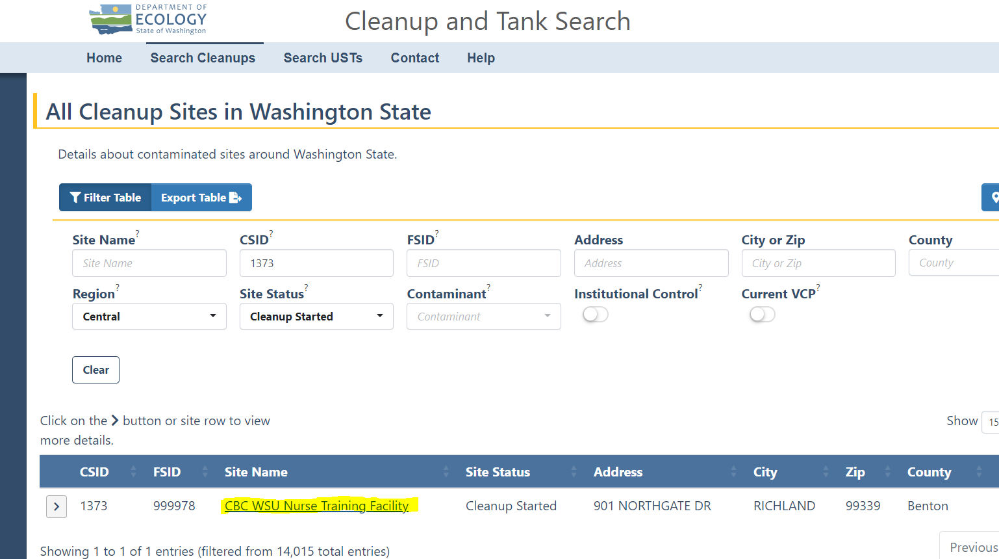 DEPARTMENT OF
ECOLOGY
State of Washington
Cleanup and Tank Search
Home Search Cleanups Search USTs Contact Help
All Cleanup Sites in Washington State
Details about contaminated sites around Washington State.
Filter Table Export Table
Site Name? CSID? FSID? Address City or Zip County
Site Name 1373 FSID Address City or Zip County
Region? Site Status? Contaminant? Institutional Control? Current VCP?
Central Cleanup Started Contaminant
Clear
Click on the > button or site row to view
more details.
Show 15
CSID FSID Site Name Site Status Address City Zip County
> 1373 999978 CBC WSU Nurse Training Facility Cleanup Started 901 NORTHGATE DR RICHLAND 99339 Benton
Showing 1 to 1 of 1 entries (filtered from 14,015 total entries)
Previous